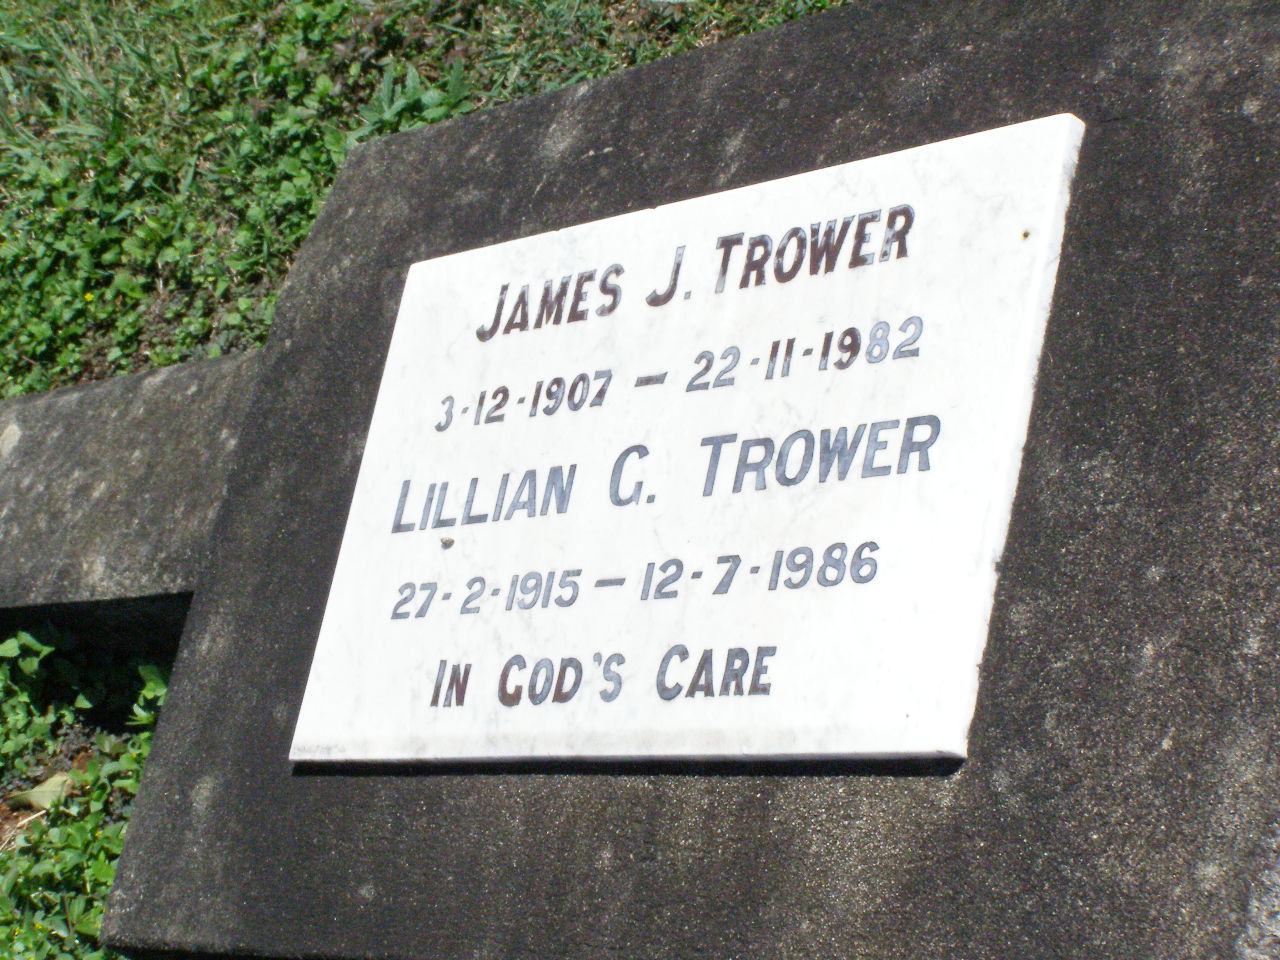 JAMES J. TROWER
3-12-1907 — 22-11-1982
LILLIAN G. TROWER
27-2-1915 — 12-7-1986
IN GOD'S CARE